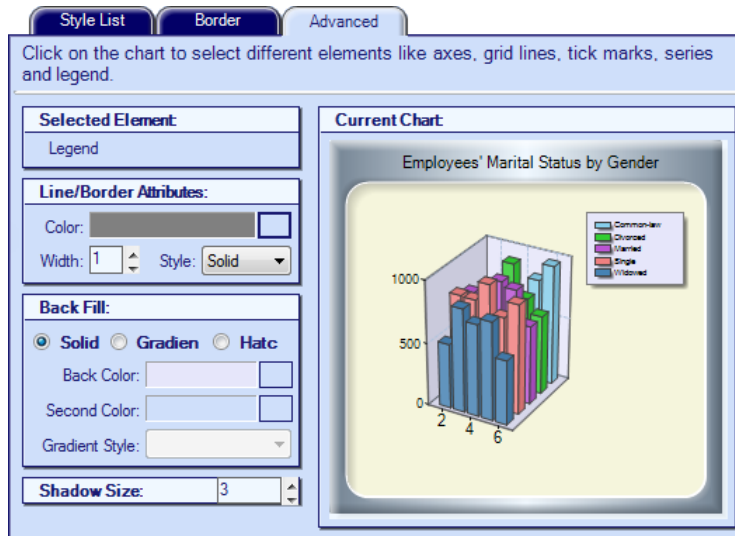 Style List Border Advanced
Click on the chart to select different elements like axes, grid lines, tick marks, series
and legend.
Selected Element:
Legend
Line/Border Attributes:
Color:
Width: 1 Style: Solid
Back Fill:
Solid Gradien Hatc
Back Color:
Second Color:
Gradient Style:
Shadow Size: 3
Current Chart:
Employees' Marital Status by Gender
Common-law
Divorced
Married
Single
Widowed
1000
500
0
2 4 6